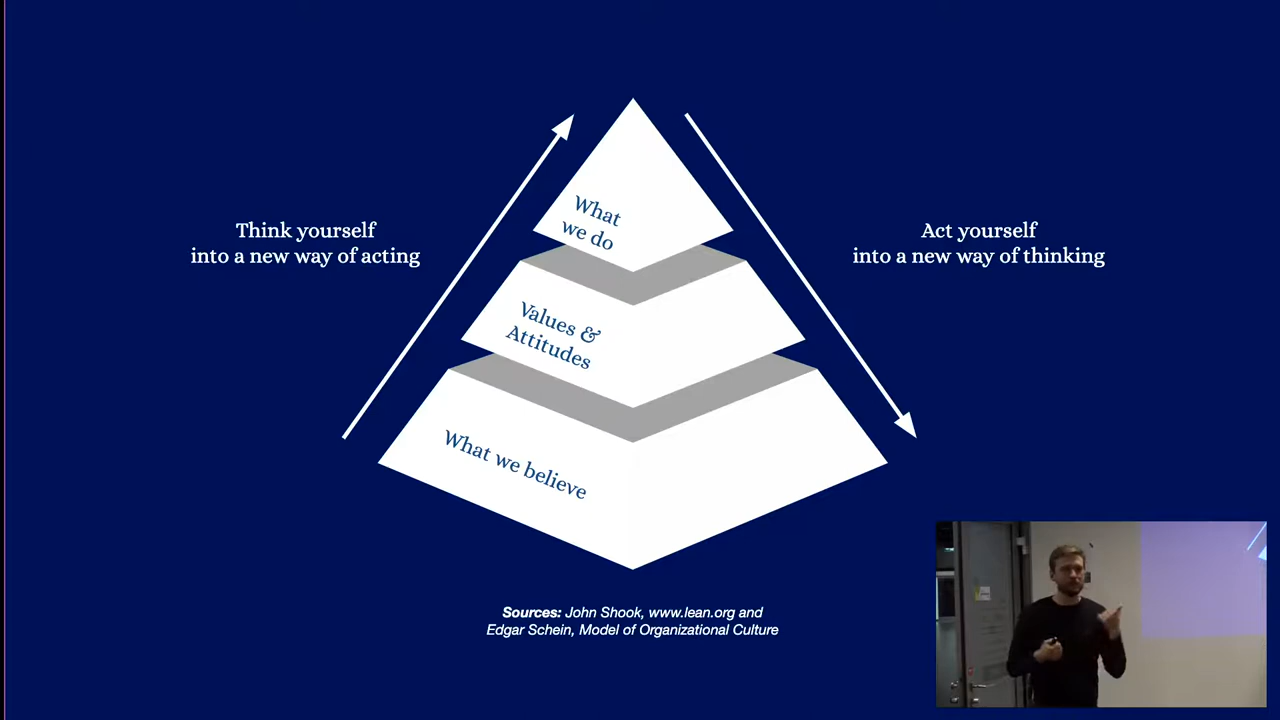 Think yourself
into a new way of acting
Act yourself
into a new way of thinking
What
we do
Values &
Attitudes
What we believe
Sources: John Shook, www.lean.org and
Edgar Schein, Model of Organizational Culture